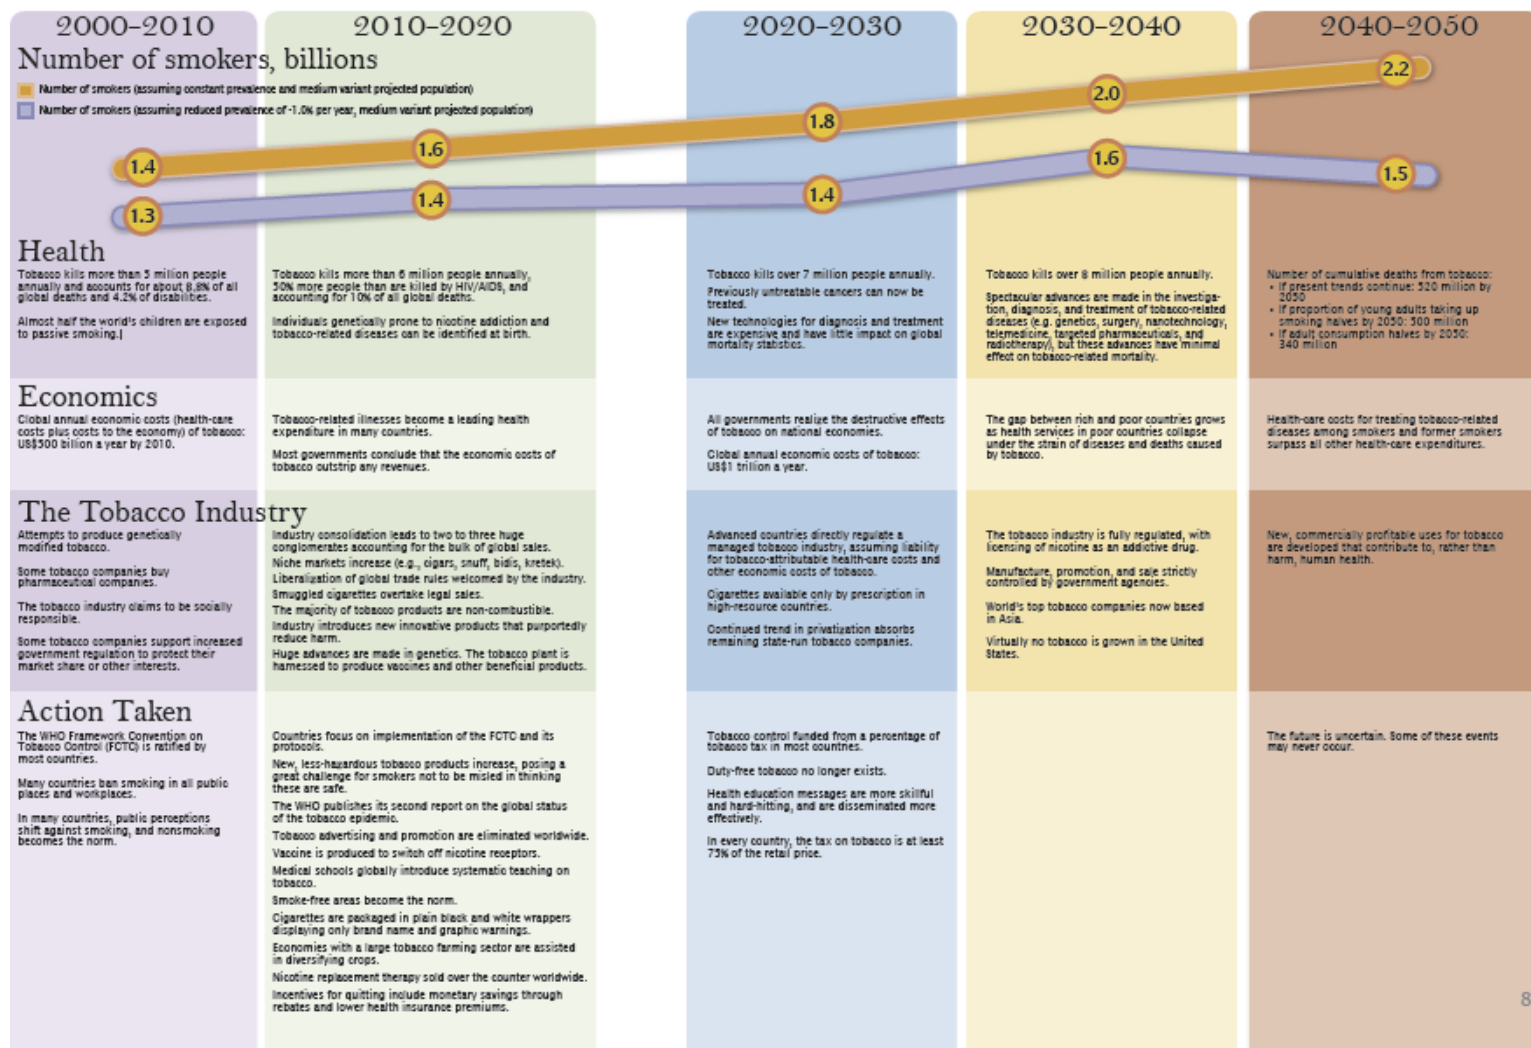 2000–2010
2010–2020
2020–2030
2030–2040
2040–2050
Number of smokers, billions
Number of smokers (assuming constant prevalence and medium variant projected population)
Number of smokers (assuming reduced prevalence of -1.0% per year, medium variant projected population)
1.4
1.6
1.8
2.0
2.2
1.3
1.4
1.4
1.6
1.5
Health
Tobacco kills more than 5 million people
annually and accounts for about 8.8% of all
global deaths and 4.2% of disabilities.
Almost half the world's children are exposed
to passive smoking.]
Tobacco kills more than 6 million people annually,
50% more people than are killed by HIV/AIDS, and
accounting for 10% of all global deaths.
Individuals genetically prone to nicotine addiction and
tobacco-related diseases can be identified at birth.
Tobacco kills over 7 million people annually.
Previously untreatable cancers can now be
treated.
New technologies for diagnosis and treatment
are expensive and have little impact on global
mortality statistics.
Tobacco kills over 8 million people annually.
Spectacular advances are made in the investiga-
tion, diagnosis, and treatment of tobacco-related
diseases (e.g. genetics, surgery, nanotechnology,
telemedicine, targeted pharmaceuticals, and
radiotherapy), but these advances have minimal
effect on tobacco-related mortality.
Number of cumulative deaths from tobacco:
• If present trends continue: 520 million by
2050
• If proportion of young adults taking up
smoking halves by 2050: 500 million
• If adult consumption halves by 2050:
340 million
Economics
Global annual economic costs (health-care
costs plus costs to the economy) of tobacco:
US$500 billion a year by 2010.
Tobacco-related illnesses become a leading health
expenditure in many countries.
Most governments conclude that the economic costs of
tobacco outstrip any revenues.
All governments realize the destructive effects
of tobacco on national economies.
Global annual economic costs of tobacco:
US$1 trillion a year.
The gap between rich and poor countries grows
as health services in poor countries collapse
under the strain of diseases and deaths caused
by tobacco.
Health-care costs for treating tobacco-related
diseases among smokers and former smokers
surpass all other health-care expenditures.
The Tobacco Industry
Attempts to produce genetically
modified tobacco.
Some tobacco companies buy
pharmaceutical companies.
The tobacco industry claims to be socially
responsible.
Some tobacco companies support increased
government regulation to protect their
market share or other interests.
Industry consolidation leads to two to three huge
conglomerates accounting for the bulk of global sales.
Niche markets increase (e.g., cigars, snuff, bidis, kretek).
Liberalization of global trade rules welcomed by the industry.
Smuggled cigarettes overtake legal sales.
The majority of tobacco products are non-combustible.
Industry introduces new innovative products that purportedly
reduce harm.
Huge advances are made in genetics. The tobacco plant is
harnessed to produce vaccines and other beneficial products.
Advanced countries directly regulate a
managed tobacco industry, assuming liability
for tobacco-attributable health-care costs and
other economic costs of tobacco.
Cigarettes available only by prescription in
high-resource countries.
Continued trend in privatization absorbs
remaining state-run tobacco companies.
The tobacco industry is fully regulated, with
licensing of nicotine as an addictive drug.
Manufacture, promotion, and sale strictly
controlled by government agencies.
World's top tobacco companies now based
in Asia.
Virtually no tobacco is grown in the United
States.
New, commercially profitable uses for tobacco
are developed that contribute to, rather than
harm, human health.
Action Taken
The WHO Framework Convention on
Tobacco Control (FCTC) is ratified by
most countries.
Many countries ban smoking in all public
places and workplaces.
In many countries, public perceptions
shift against smoking, and nonsmoking
becomes the norm.
Countries focus on implementation of the FCTC and its
protocols.
New, less-hazardous tobacco products increase, posing a
great challenge for smokers not to be misled in thinking
these are safe.
The WHO publishes its second report on the global status
of the tobacco epidemic.
Tobacco advertising and promotion are eliminated worldwide.
Vaccine is produced to switch off nicotine receptors.
Medical schools globally introduce systematic teaching on
tobacco.
Smoke-free areas become the norm.
Cigarettes are packaged in plain black and white wrappers
displaying only brand name and graphic warnings.
Economies with a large tobacco farming sector are assisted
in diversifying crops.
Nicotine replacement therapy sold over the counter worldwide.
Incentives for quitting include monetary savings through
rebates and lower health insurance premiums.
Tobacco control funded from a percentage of
tobacco tax in most countries.
Duty-free tobacco no longer exists.
Health education messages are more skillful
and hard-hitting, and are disseminated more
effectively.
In every country, the tax on tobacco is at least
75% of the retail price.
The future is uncertain. Some of these events
may never occur.
8